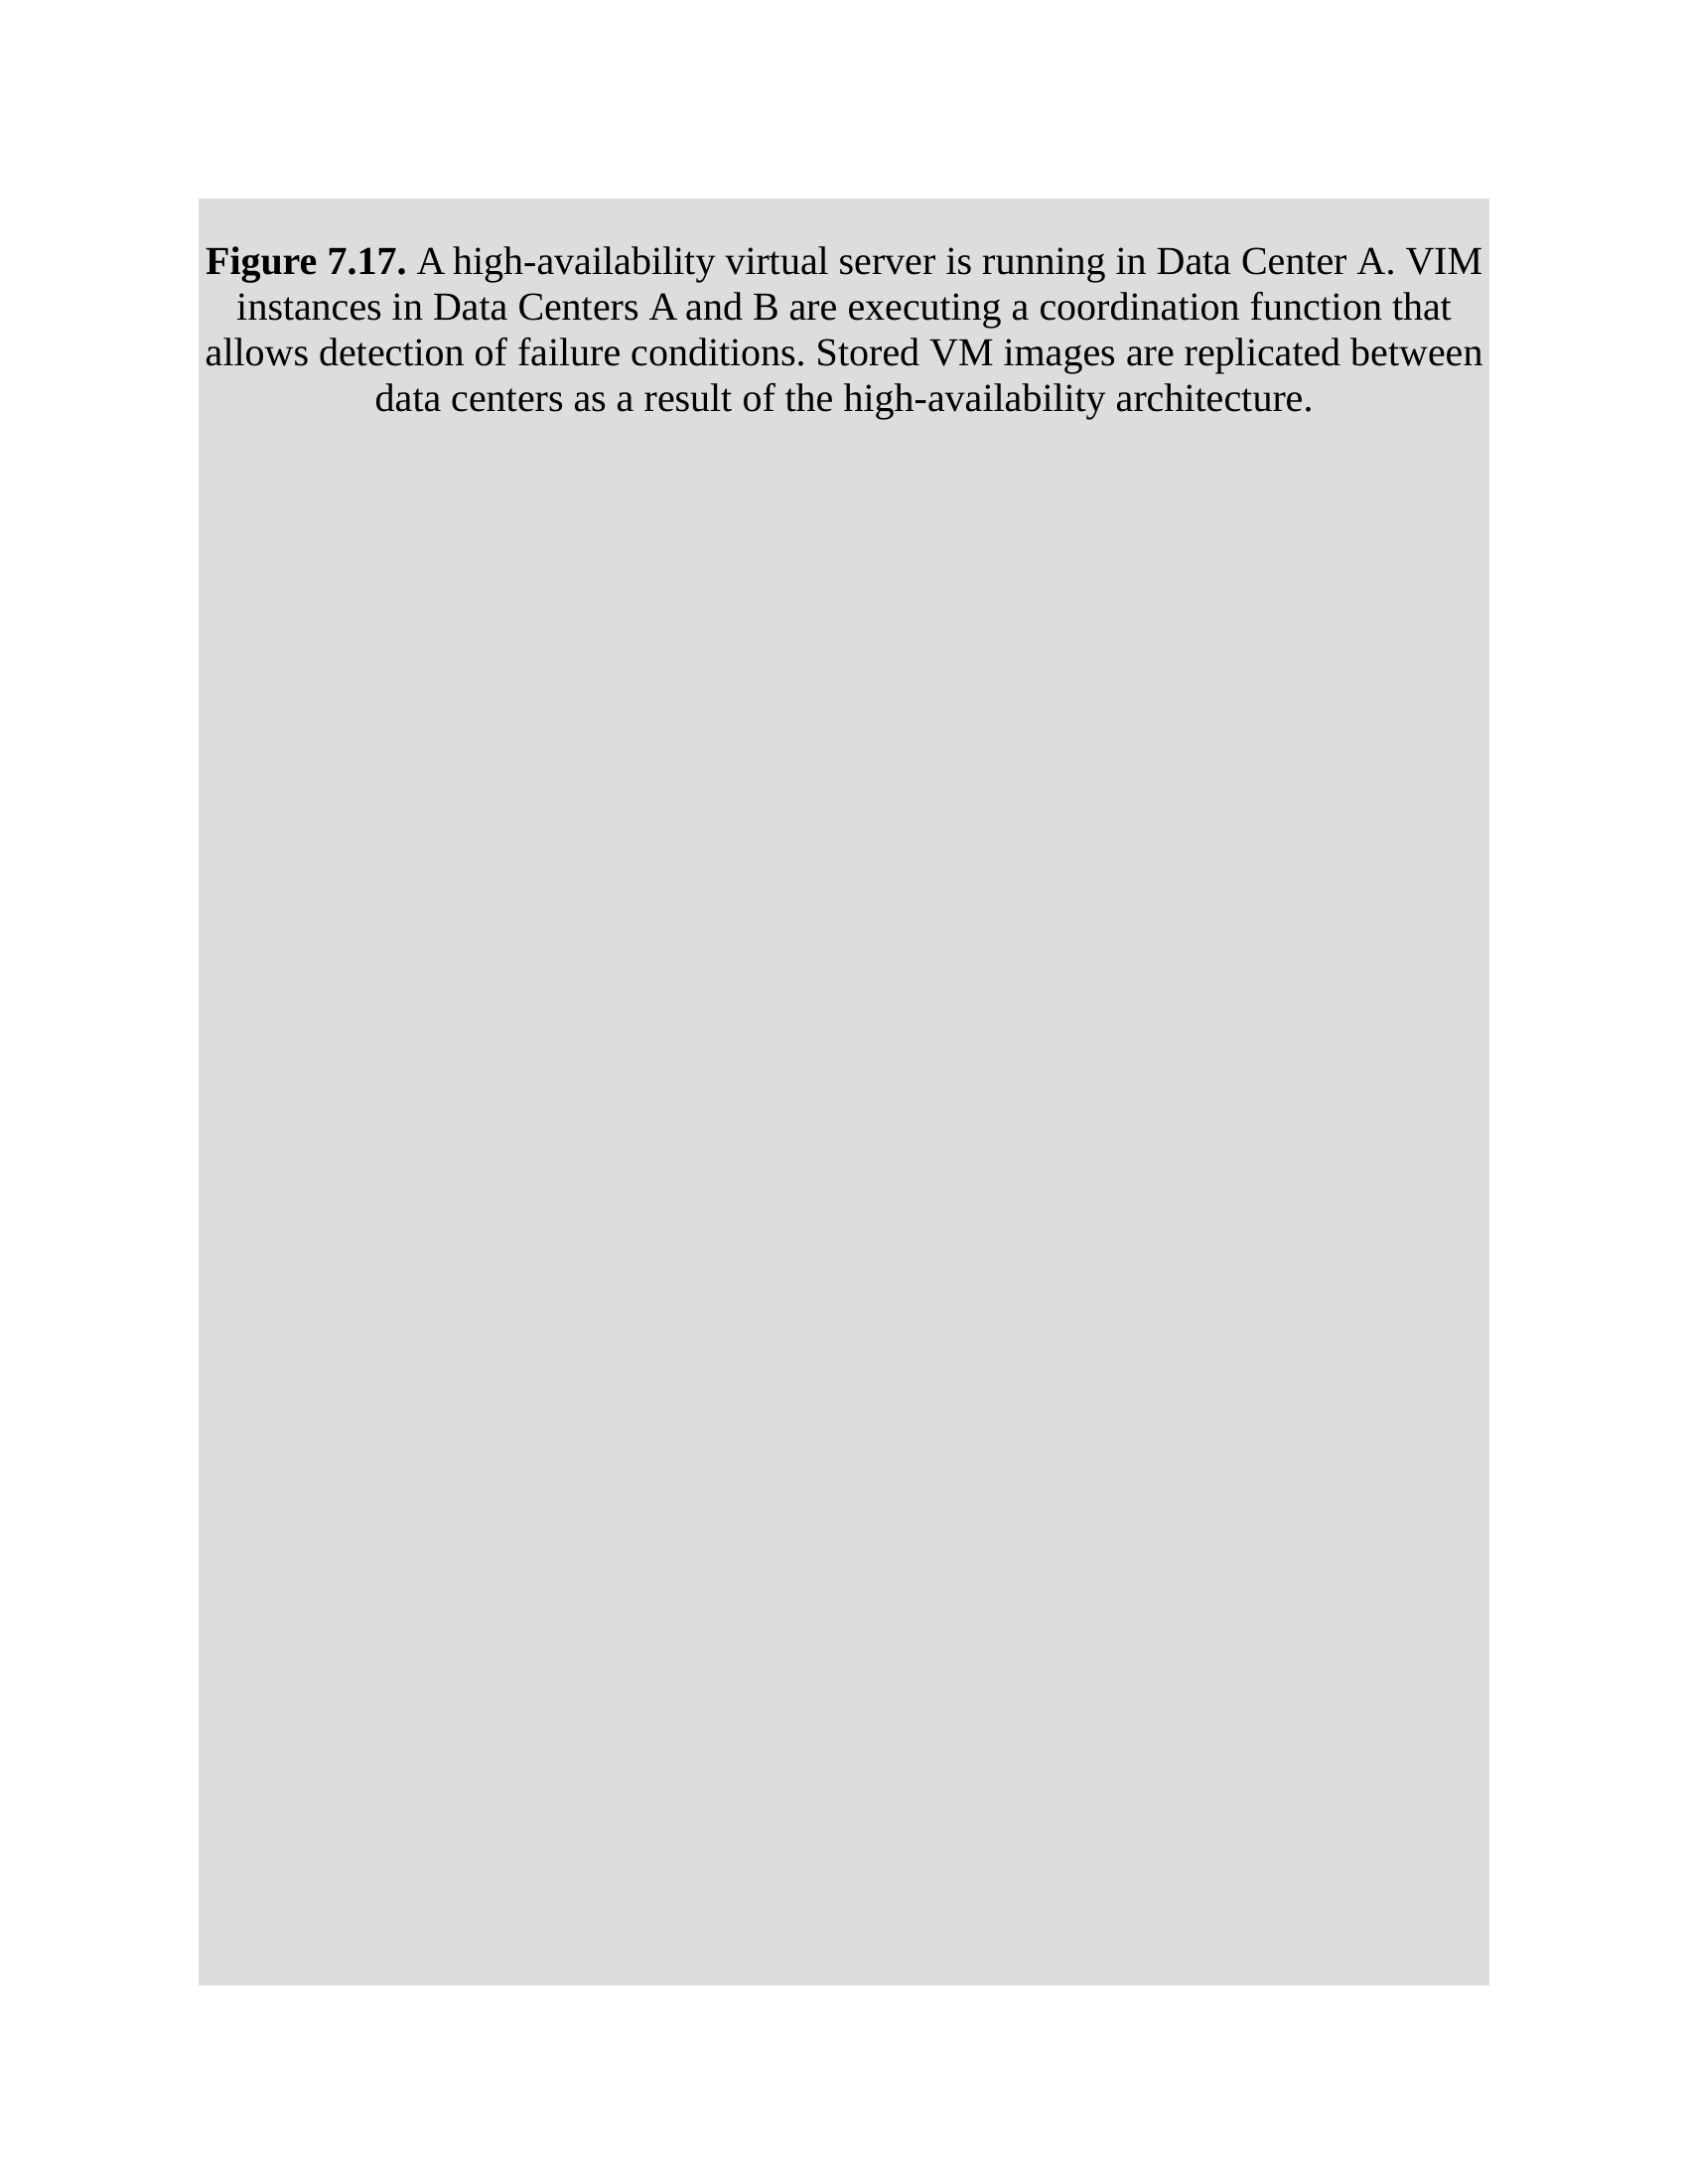 Figure 7.17. A high-availability virtual server is running in Data Center A. VIM
instances in Data Centers A and B are executing a coordination function that
allows detection of failure conditions. Stored VM images are replicated between
data centers as a result of the high-availability architecture.